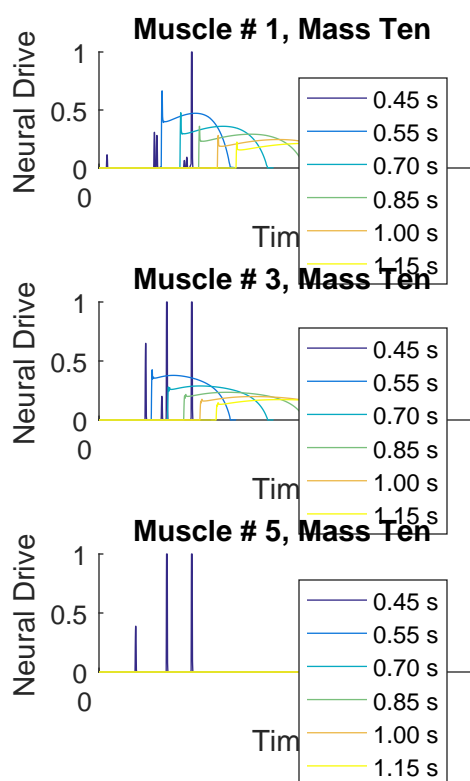 Muscle # 1, Mass Ten
Neural Drive
1
0.5
0
0
0.45 s
0.55 s
0.70 s
0.85 s
1.00 s
1.15 s
Muscle # 3, Mass Ten
Neural Drive
1
0.5
0
0
0.45 s
0.55 s
0.70 s
0.85 s
1.00 s
1.15 s
Muscle # 5, Mass Ten
Neural Drive
1
0.5
0
0
0.45 s
0.55 s
0.70 s
0.85 s
1.00 s
1.15 s